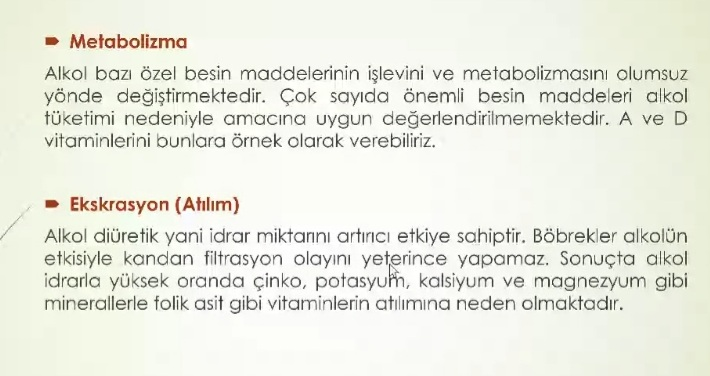 Metabolizma
Alkol bazı özel besin maddelerinin işlevini ve metabolizmasını olumsuz
yönde değiştirmektedir. Çok sayıda önemli besin maddeleri alkol
tüketimi nedeniyle amacına uygun değerlendirilmemektedir. A ve D
vitaminlerini bunlara örnek olarak verebiliriz.
Ekskrasyon (Atılım)
Alkol diüretik yani idrar miktarını artırıcı etkiye sahiptir. Böbrekler alkolün
etkisiyle kandan filtrasyon olayını yeterince yapamaz. Sonuçta alkol
idrarla yüksek oranda çinko, potasyum, kalsiyum ve magnezyum gibi
minerallerle folik asit gibi vitaminlerin atılımına neden olmaktadır.